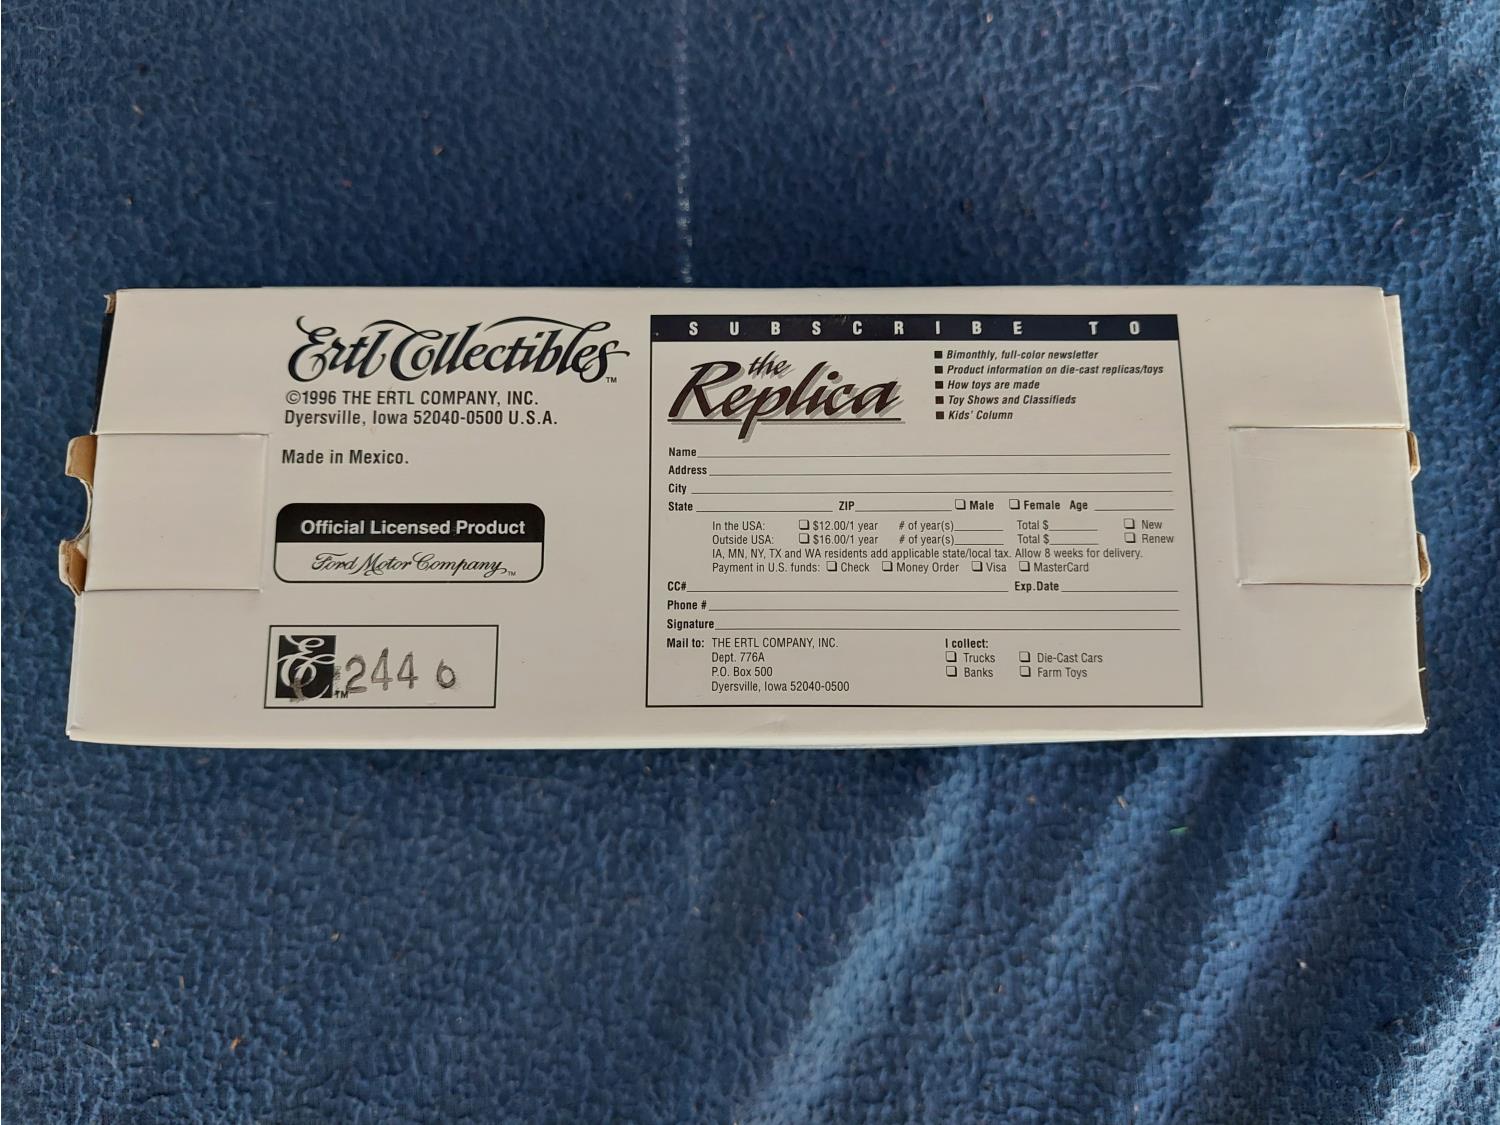 Ertl Collectibles™
©1996 THE ERTL COMPANY, INC.
Dyersville, Iowa 52040-0500 U.S.A.
Made in Mexico.
Official Licensed Product
Ford Motor Company™
2446
TM
SUBSCRIBE TO
the
Replica
■ Bimonthly, full-color newsletter
■ Product information on die-cast replicas/toys
■ How toys are made
■ Toy Shows and Classifieds
■ Kids' Column
Name
Address
City
State ZIP ❏ Male ❏ Female Age
In the USA: ❏ $12.00/1 year # of year(s) Total $ ❏ New
Outside USA: ❏ $16.00/1 year # of year(s) Total $ ❏ Renew
IA, MN, NY, TX and WA residents add applicable state/local tax. Allow 8 weeks for delivery.
Payment in U.S. funds: ❏ Check ❏ Money Order ❏ Visa ❏ MasterCard
CC# Exp.Date
Phone #
Signature
Mail to: THE ERTL COMPANY, INC.
Dept. 776A
P.O. Box 500
Dyersville, Iowa 52040-0500
I collect:
❏ Trucks ❏ Die-Cast Cars
❏ Banks ❏ Farm Toys